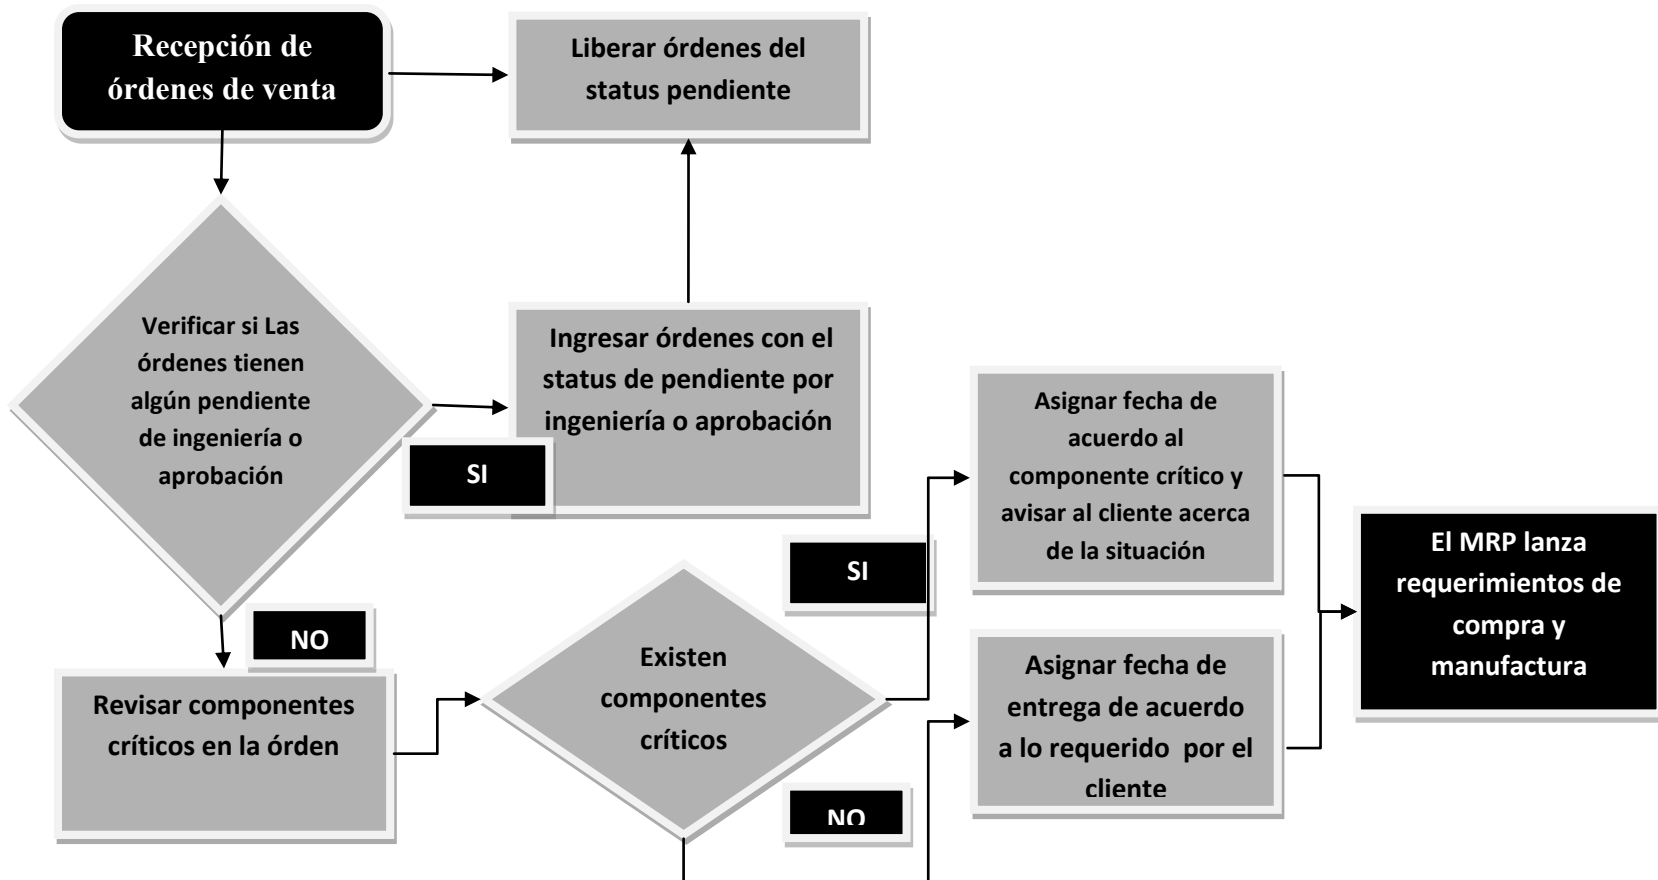 Recepción de
órdenes de venta
Liberar órdenes del
status pendiente
Verificar si Las
órdenes tienen
algún pendiente
de ingeniería o
aprobación
SI
Ingresar órdenes con el
status de pendiente por
ingeniería o aprobación
NO
Revisar componentes
críticos en la órden
Existen
componentes
críticos
SI
Asignar fecha de
acuerdo al
componente crítico y
avisar al cliente acerca
de la situación
NO
Asignar fecha de
entrega de acuerdo
a lo requerido por el
cliente
El MRP lanza
requerimientos de
compra y
manufactura